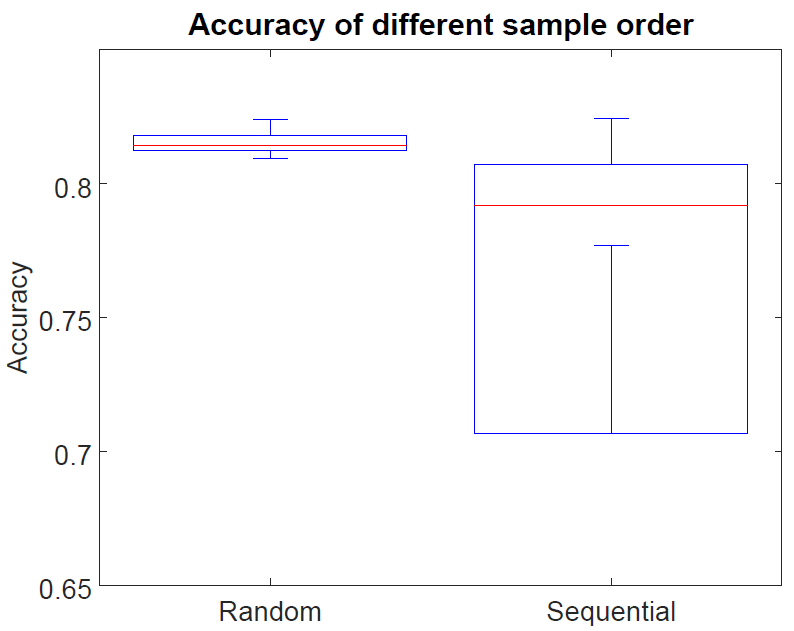 Accuracy of different sample order
Accuracy
0.8
0.75
0.7
0.65
Random Sequential